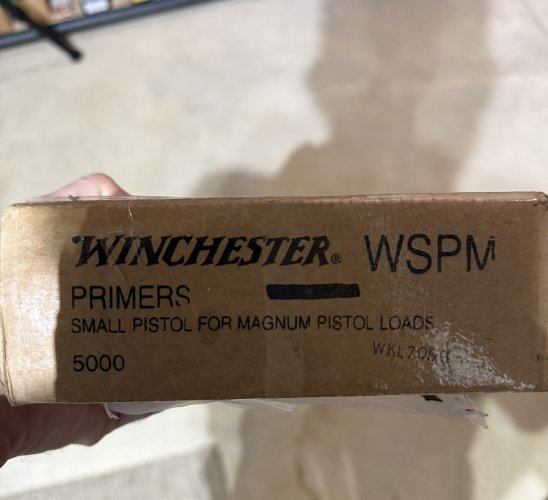 WINCHESTER® WSPM
PRIMERS
SMALL PISTOL FOR MAGNUM PISTOL LOADS
5000